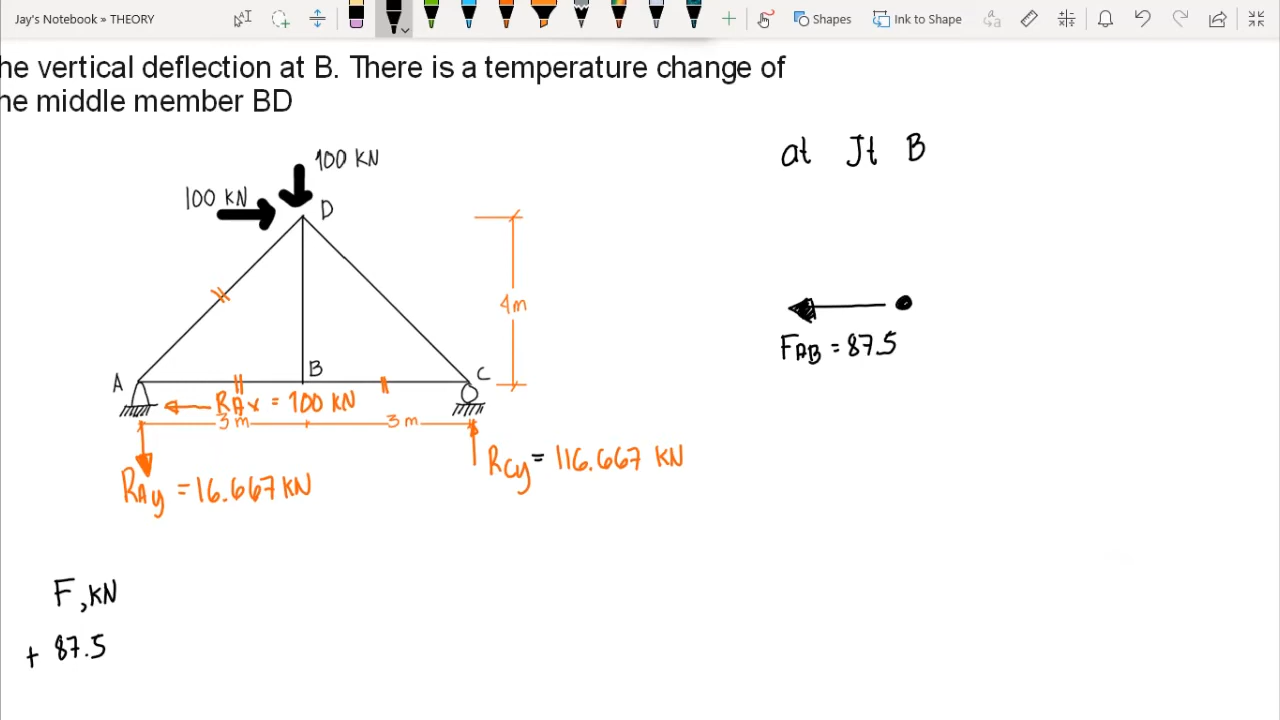 Jay's Notebook » THEORY
Shapes
Ink to Shape
he vertical deflection at B. There is a temperature change of
he middle member BD
at Jt B
100 KN
100 KN
D
4m
FAB = 87.5
A
B
C
RAx = 100 KN
3 m
3 m
RCy = 116.667 KN
RAy = 16.667 KN
F, KN
+ 87.5